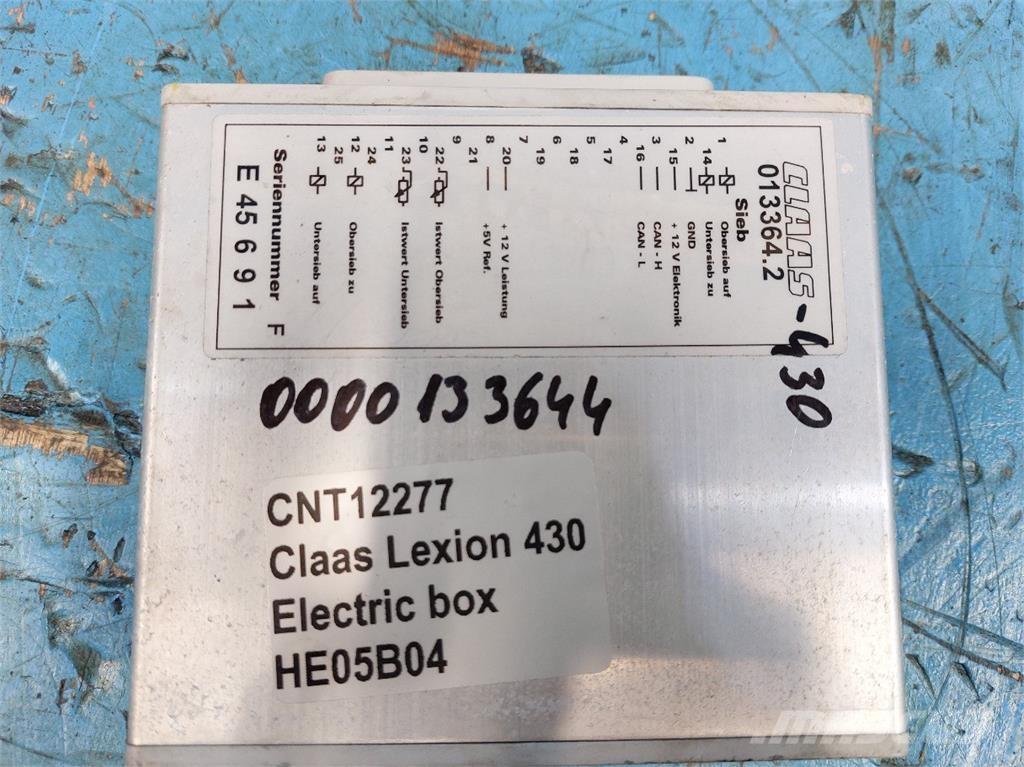 CLAAS - 430
013364.2
Sieb
1 Obersieb auf
14 Untersieb zu
2 GND
15 + 12 V Elektronik
3 CAN - H
16 CAN - L
4
17
5
18
6
19
7
20 + 12 V Leistung
8 +5V Ref.
21
9
22 Istwert Obersieb
10
23 Istwert Untersieb
11
24
12 Obersieb zu
25
13 Untersieb auf
Seriennummer F
E 45 6 9 1
0000133644
CNT12277
Claas Lexion 430
Electric box
HE05B04